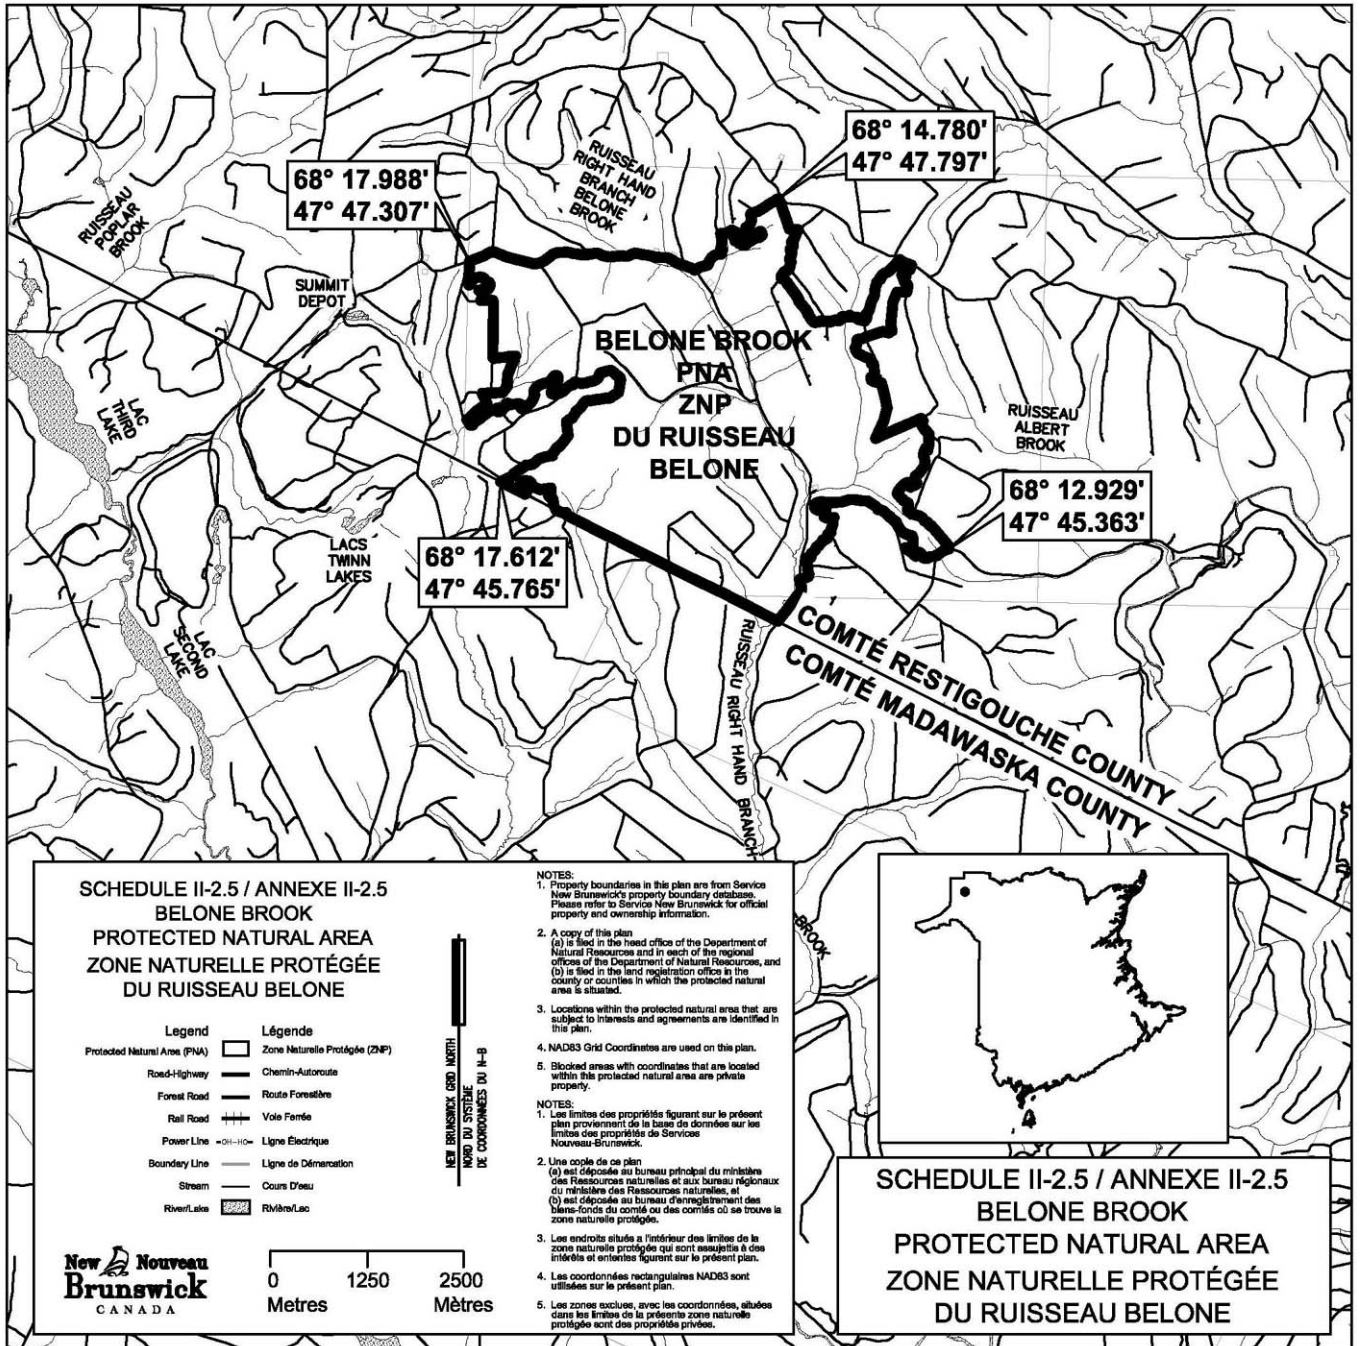 68° 14.780'
47° 47.797'
68° 17.988'
47° 47.307'
RUISSEAU
RIGHT HAND
BRANCH
BELONE
BROOK
RUISSEAU
POPLAR
BROOK
SUMMIT
DEPOT
BELONE BROOK
PNA
ZNP
DU RUISSEAU
BELONE
LAC
THIRD
LAKE
RUISSEAU
ALBERT
BROOK
68° 12.929'
47° 45.363'
LACS
TWINN
LAKES
68° 17.612'
47° 45.765'
LAC
SECOND
LAKE
RUISSEAU RIGHT HAND BRANCH
-BROOK
COMTÉ RESTIGOUCHE COUNTY
COMTÉ MADAWASKA COUNTY
SCHEDULE II-2.5 / ANNEXE II-2.5
BELONE BROOK
PROTECTED NATURAL AREA
ZONE NATURELLE PROTÉGÉE
DU RUISSEAU BELONE
Legend Légende
Protected Natural Area (PNA) Zone Naturelle Protégée (ZNP)
Road-Highway Chemin-Autoroute
Forest Road Route Forestière
Rail Road Voie Ferrée
Power Line -OH-HO- Ligne Électrique
Boundary Line Ligne de Démarcation
Stream Cours D'eau
River/Lake Rivière/Lac
NEW BRUNSWICK GRID NORTH
NORD DU SYSTÈME
DE COORDONNÉES DU N-B
New Nouveau
Brunswick
CANADA
0 1250 2500
Metres Mètres
NOTES:
1. Property boundaries in this plan are from Service
New Brunswick's property boundary database.
Please refer to Service New Brunswick for official
property and ownership information.
2. A copy of this plan
(a) is filed in the head office of the Department of
Natural Resources and in each of the regional
offices of the Department of Natural Resources, and
(b) is filed in the land registration office in the
county or counties in which the protected natural
area is situated.
3. Locations within the protected natural area that are
subject to interests and agreements are identified in
this plan.
4. NAD83 Grid Coordinates are used on this plan.
5. Blocked areas with coordinates that are located
within this protected natural area are private
property.
NOTES:
1. Les limites des propriétés figurant sur le présent
plan proviennent de la base de données sur les
limites des propriétés de Services
Nouveau-Brunswick.
2. Une copie de ce plan
(a) est déposée au bureau principal du ministère
des Ressources naturelles et aux bureau régionaux
du ministère des Ressources naturelles, et
(b) est déposée au bureau d'enregistrement des
biens-fonds du comté ou des comtés où se trouve la
zone naturelle protégée.
3. Les endroits situés a l'intérieur des limites de la
zone naturelle protégée qui sont assujettis à des
intérêts et ententes figurent sur le présent plan.
4. Les coordonnées rectangulaires NAD83 sont
utilisées sur le présent plan.
5. Les zones exclues, avec les coordonnées, situées
dans les limites de la présente zone naturelle
protégée sont des propriétés privées.
SCHEDULE II-2.5 / ANNEXE II-2.5
BELONE BROOK
PROTECTED NATURAL AREA
ZONE NATURELLE PROTÉGÉE
DU RUISSEAU BELONE